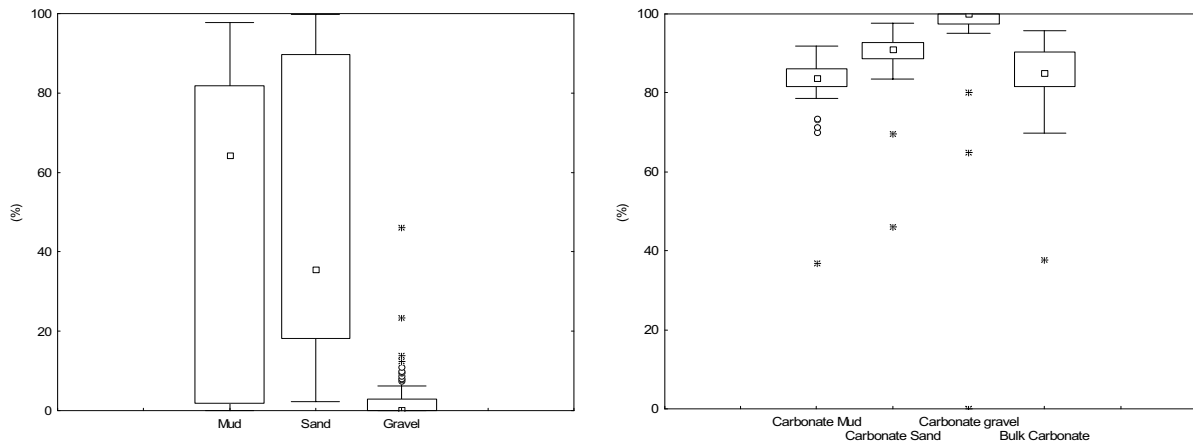 100
80
60
40
20
0
(%)
Mud
Sand
Gravel
100
80
60
40
20
0
(%)
Carbonate Mud
Carbonate gravel
Carbonate Sand
Bulk Carbonate